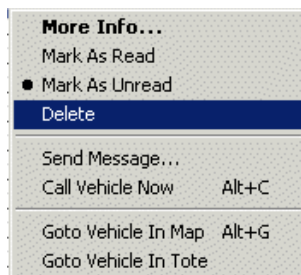 More Info...
Mark As Read
Mark As Unread
Delete
Send Message...
Call Vehicle Now Alt+C
Goto Vehicle In Map Alt+G
Goto Vehicle In Tote